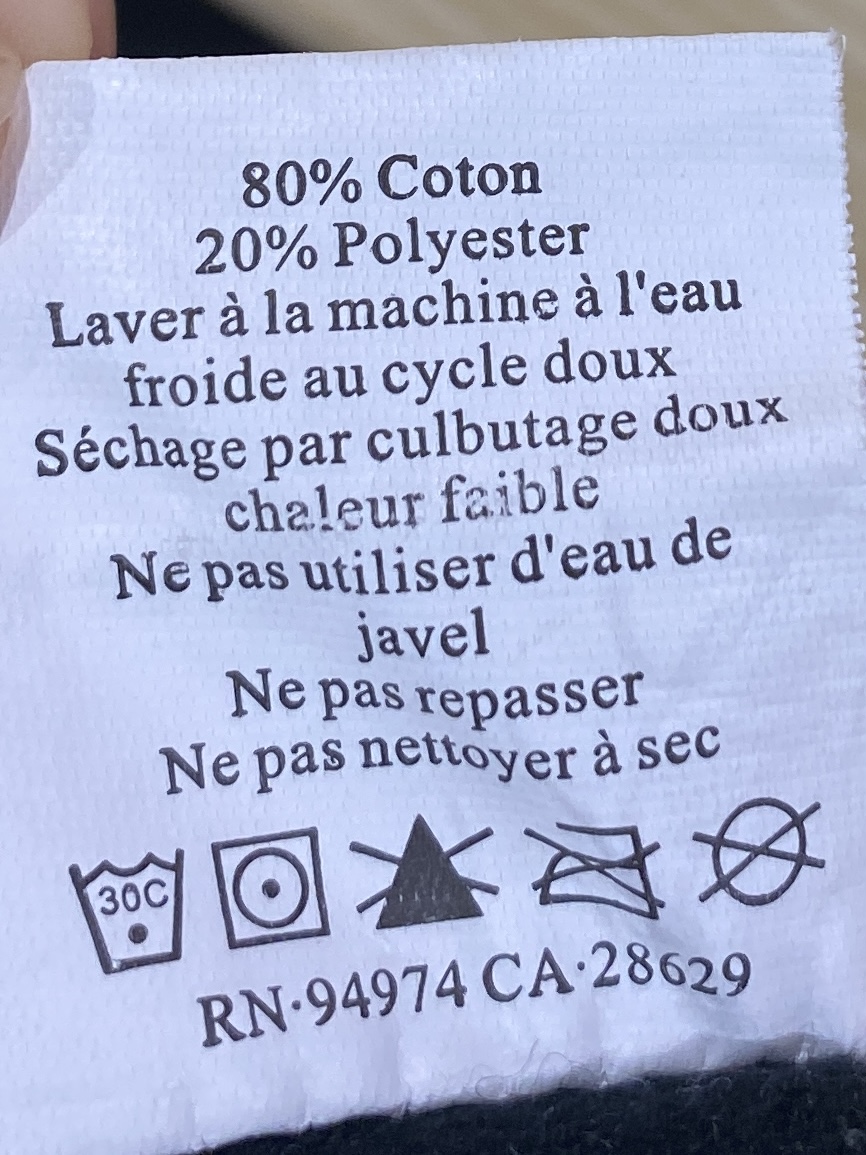 80% Coton
20% Polyester
Laver à la machine à l'eau
froide au cycle doux
Séchage par culbutage doux
chaleur faible
Ne pas utiliser d'eau de
javel
Ne pas repasser
Ne pas nettoyer à sec
30C
RN·94974 CA·28629